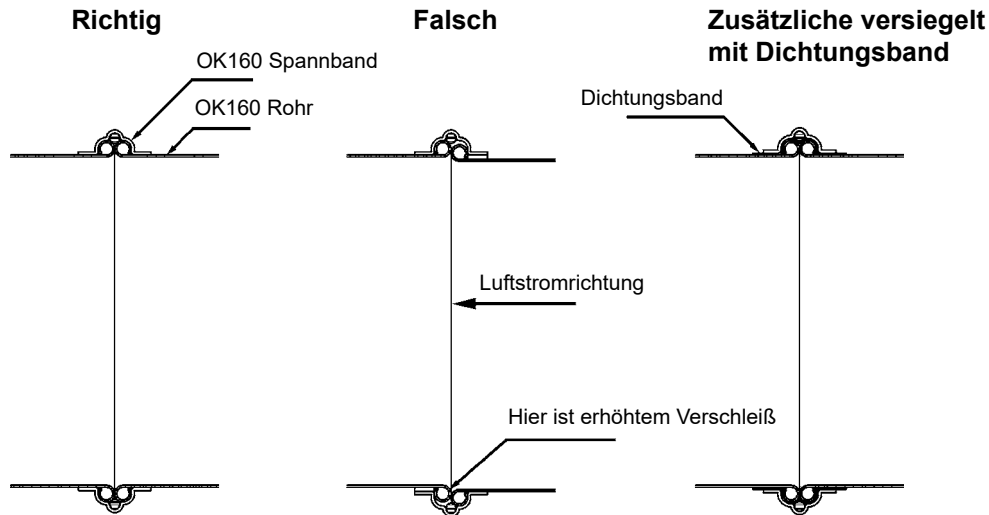 Richtig
OK160 Spannband
OK160 Rohr
Falsch
Luftstromrichtung
Hier ist erhöhtem Verschleiß
Zusätzliche versiegelt
mit Dichtungsband
Dichtungsband